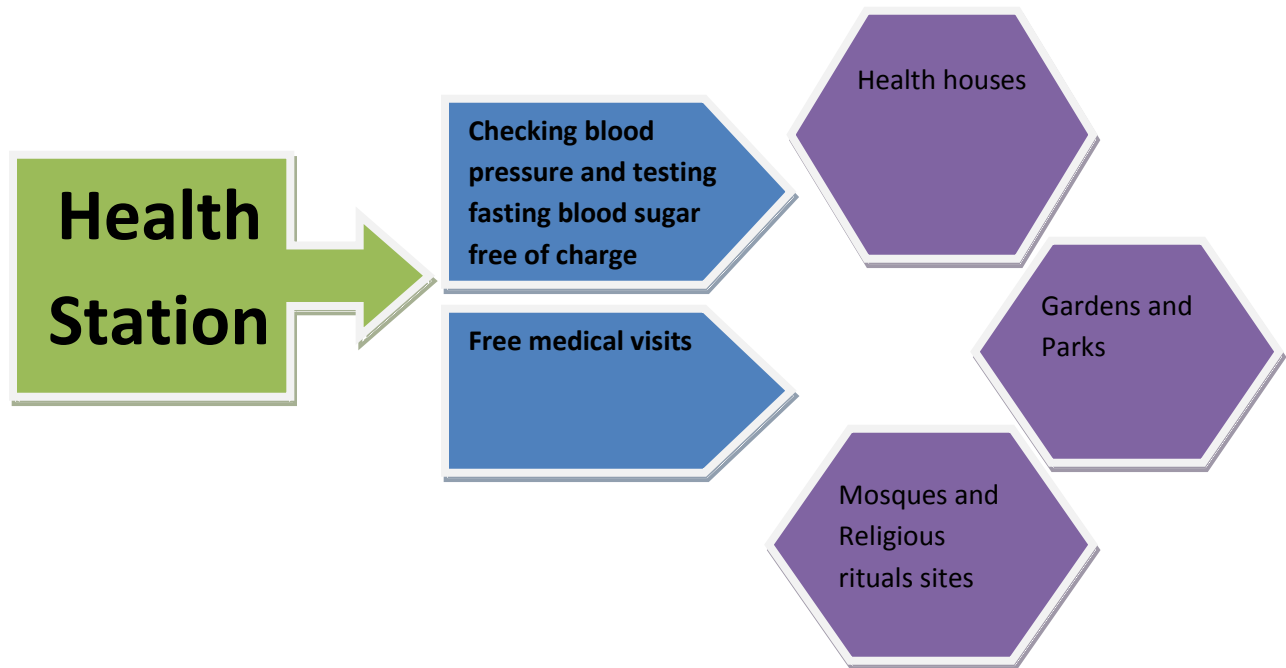 Health
Station
Checking blood
pressure and testing
fasting blood sugar
free of charge
Free medical visits
Health houses
Gardens and
Parks
Mosques and
Religious
rituals sites